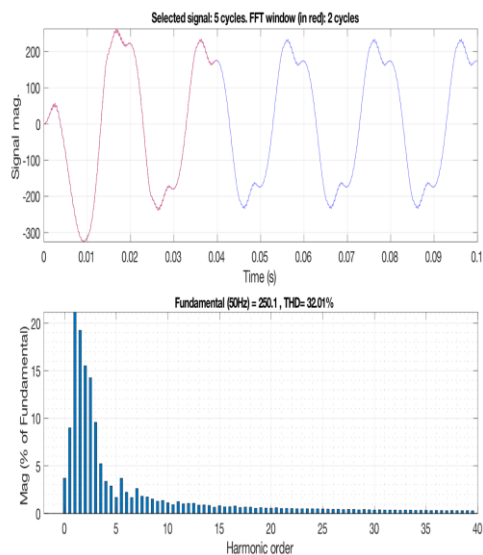 Selected signal: 5 cycles. FFT window (in red): 2 cycles
200
100
0
-100
-200
-300
Signal mag.
0 0.01 0.02 0.03 0.04 0.05 0.06 0.07 0.08 0.09 0.1
Time (s)
Fundamental (50Hz) = 250.1 , THD= 32.01%
20
15
10
5
0
Mag (% of Fundamental)
0 5 10 15 20 25 30 35 40
Harmonic order